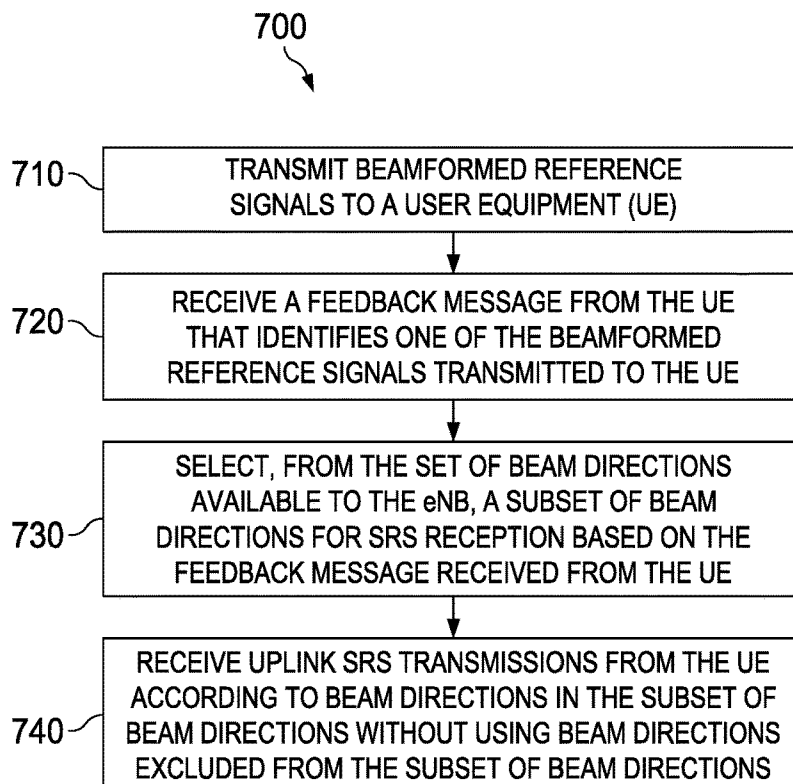 700
710
TRANSMIT BEAMFORMED REFERENCE
SIGNALS TO A USER EQUIPMENT (UE)
720
RECEIVE A FEEDBACK MESSAGE FROM THE UE
THAT IDENTIFIES ONE OF THE BEAMFORMED
REFERENCE SIGNALS TRANSMITTED TO THE UE
730
SELECT, FROM THE SET OF BEAM DIRECTIONS
AVAILABLE TO THE eNB, A SUBSET OF BEAM
DIRECTIONS FOR SRS RECEPTION BASED ON THE
FEEDBACK MESSAGE RECEIVED FROM THE UE
740
RECEIVE UPLINK SRS TRANSMISSIONS FROM THE UE
ACCORDING TO BEAM DIRECTIONS IN THE SUBSET OF
BEAM DIRECTIONS WITHOUT USING BEAM DIRECTIONS
EXCLUDED FROM THE SUBSET OF BEAM DIRECTIONS